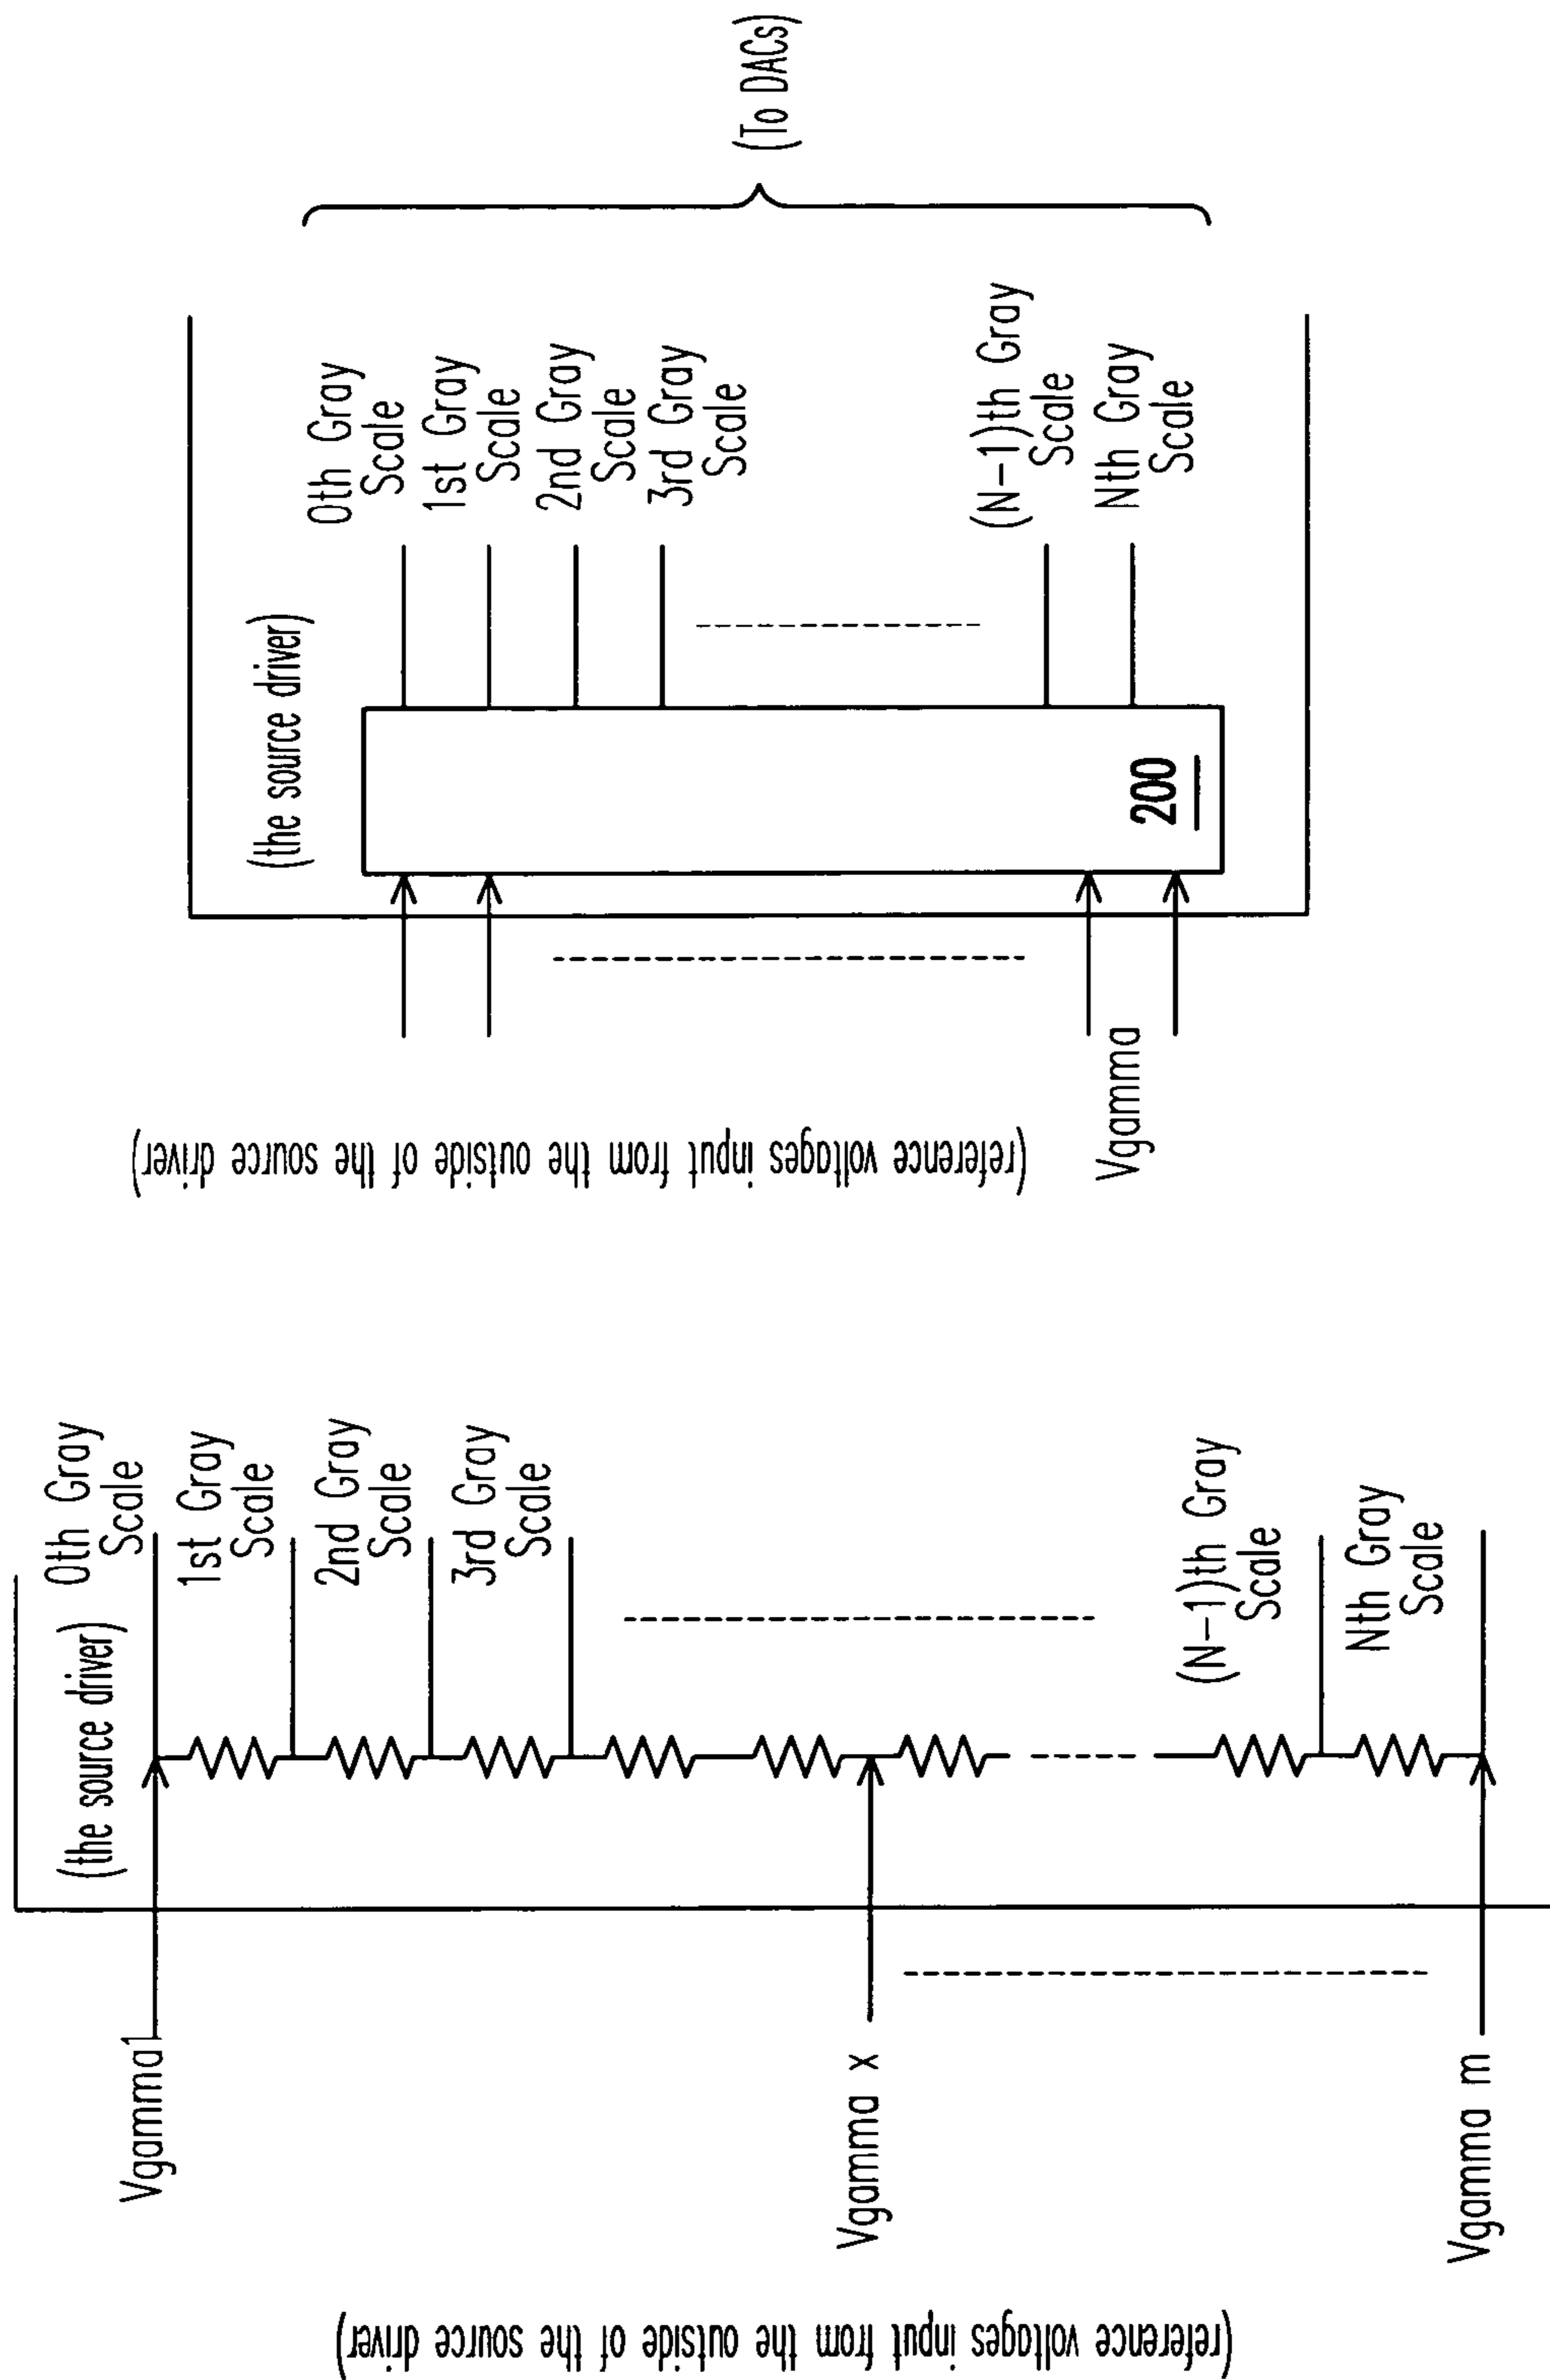 (reference voltages input from the outside of the source driver)
Vgamma1
Vgamma x
Vgamma m
(the source driver)
0th Gray
Scale
1st Gray
Scale
2nd Gray
Scale
3rd Gray
Scale
(N-1)th Gray
Scale
Nth Gray
Scale
(reference voltages input from the outside of the source driver)
Vgamma
(the source driver)
200
0th Gray
Scale
1st Gray
Scale
2nd Gray
Scale
3rd Gray
Scale
(N-1)th Gray
Scale
Nth Gray
Scale
(To DACs)